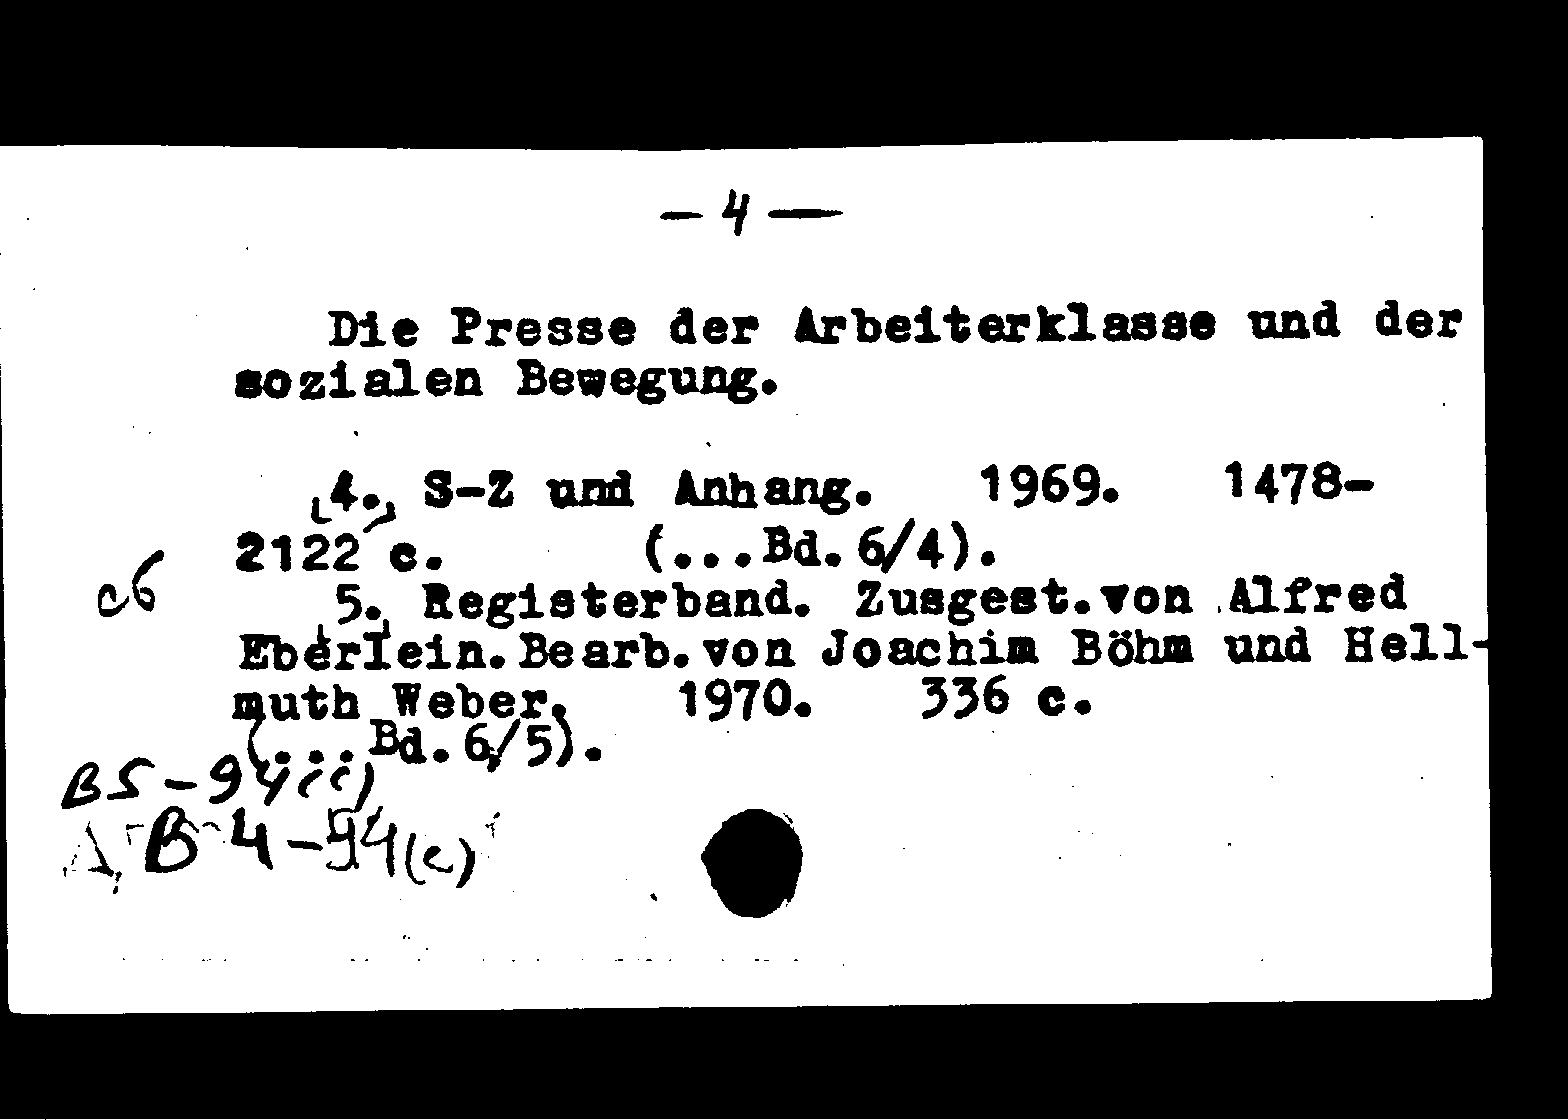 — 4 —
Die Presse der Arbeiterklasse und der
sozialen Bewegung.
4. S-Z und Anhang. 1969. 1478-
2122 с. (...Bd.6/4).
сб
5. Registerband. Zusgest.von Alfred
Eberlein.Bearb.von Joachim Böhm und Hell-
muth Weber. 1970. 336 с.
(...Bd.6/5).
B5-94(c)
B 4-94(c)